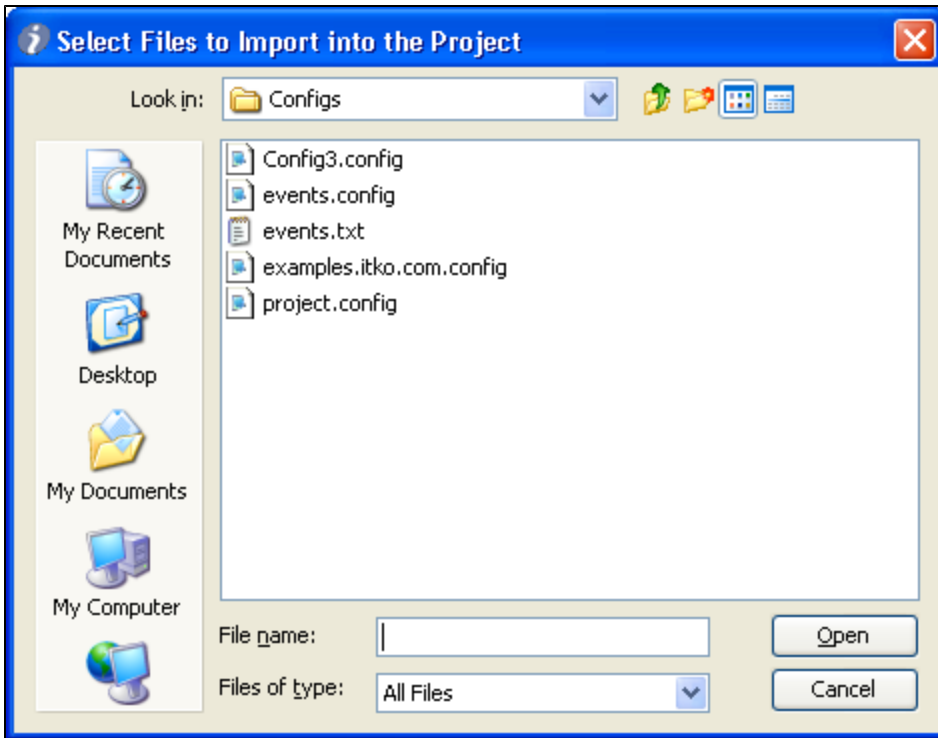 Select Files to Import into the Project
Look in:
Configs
My Recent
Documents
Desktop
My Documents
My Computer
Config3.config
events.config
events.txt
examples.itko.com.config
project.config
File name:
Open
Files of type:
All Files
Cancel